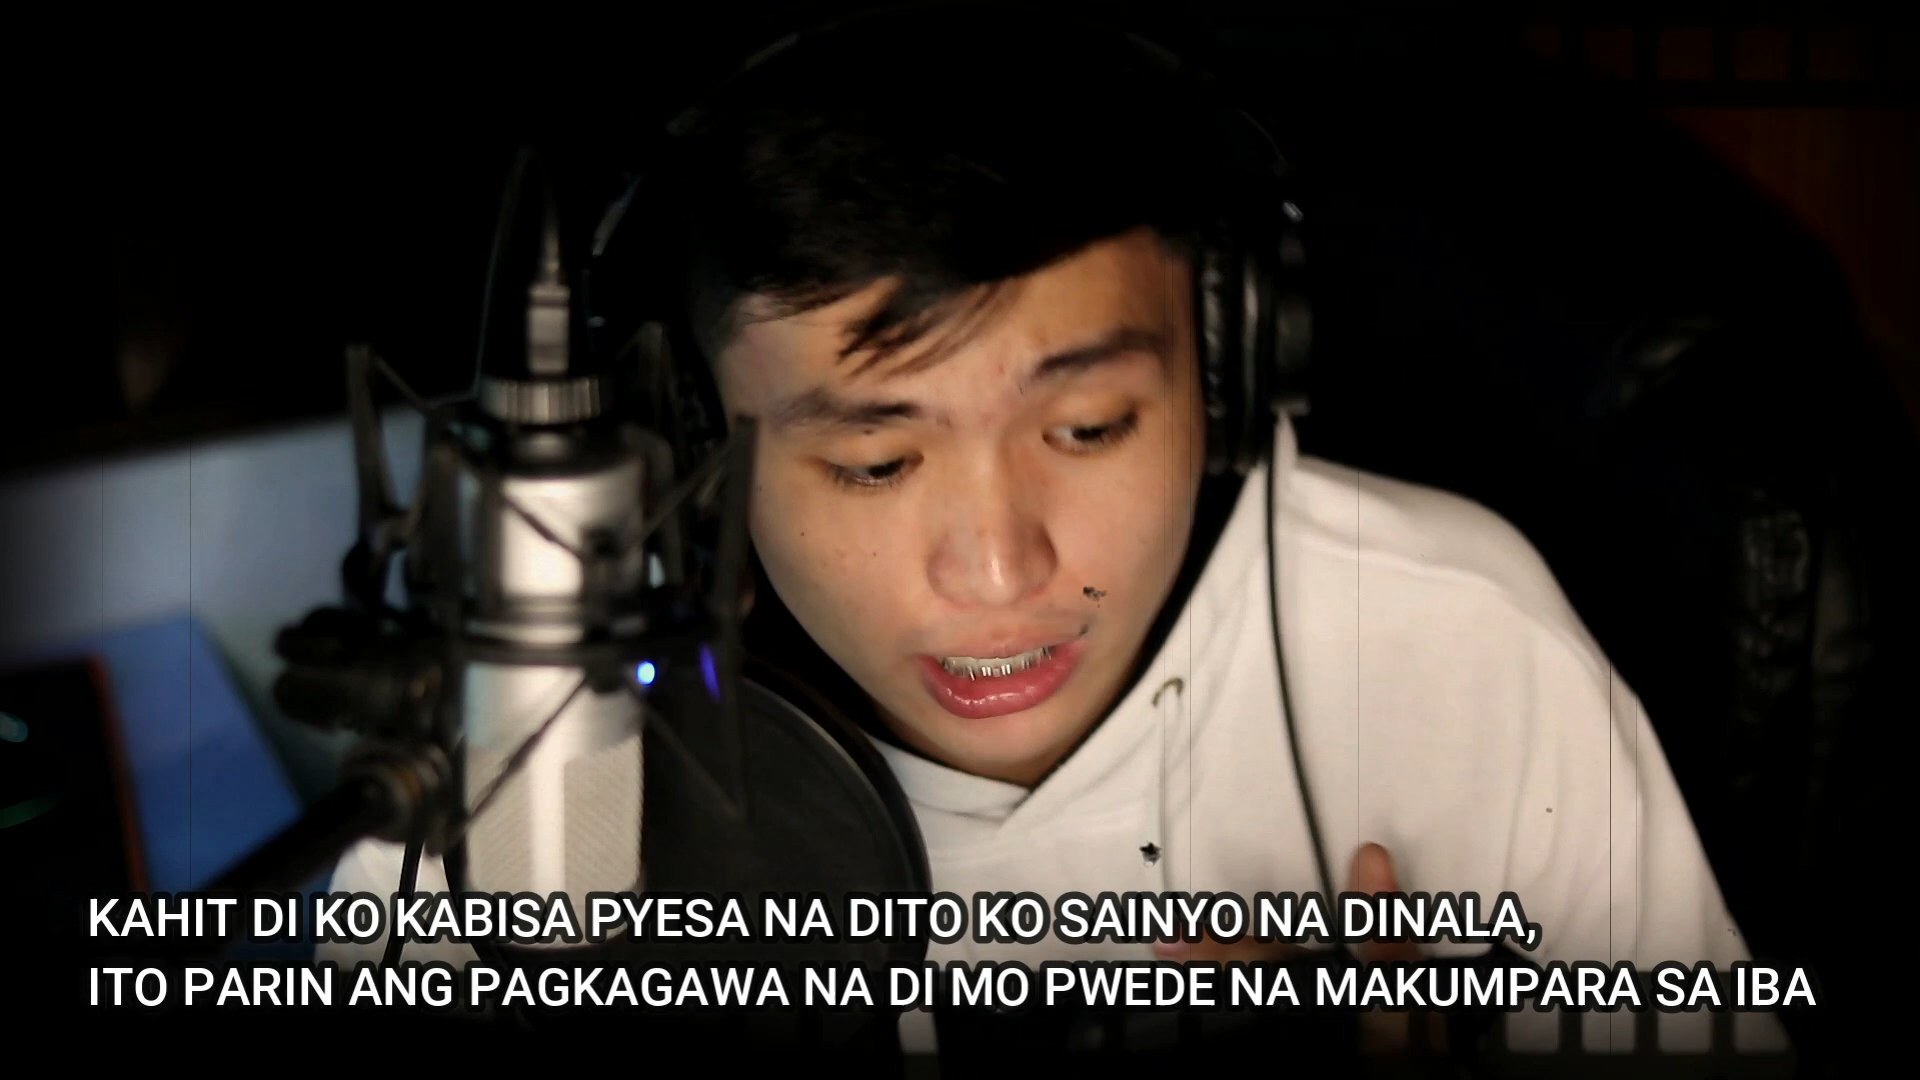 KAHIT DI KO KABISA PYESA NA DITO KO SAINYO NA DINALA,
ITO PARIN ANG PAGKAGAWA NA DI MO PWEDE NA MAKUMPARA SA IBA